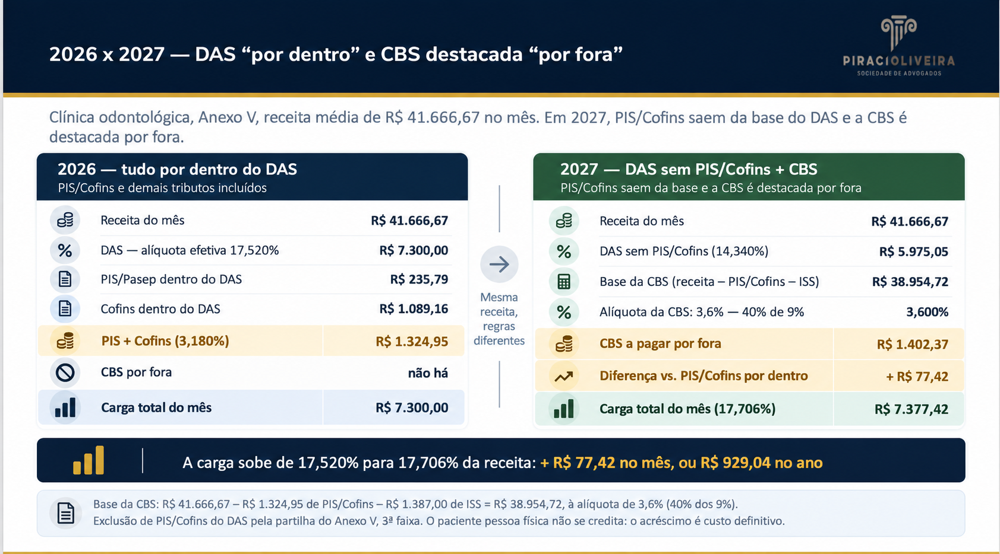 2026 x 2027 — DAS “por dentro” e CBS destacada “por fora”
PIRACIOLIVEIRA
SOCIEDADE DE ADVOGADOS
Clínica odontológica, Anexo V, receita média de R$ 41.666,67 no mês. Em 2027, PIS/Cofins saem da base do DAS e a CBS é
destacada por fora.
2026 — tudo por dentro do DAS
PIS/Cofins e demais tributos incluídos
Receita do mês R$ 41.666,67
DAS — alíquota efetiva 17,520% R$ 7.300,00
PIS/Pasep dentro do DAS R$ 235,79
Cofins dentro do DAS R$ 1.089,16
PIS + Cofins (3,180%) R$ 1.324,95
CBS por fora não há
Carga total do mês R$ 7.300,00
Mesma
receita,
regras
diferentes
2027 — DAS sem PIS/Cofins + CBS
PIS/Cofins saem da base e a CBS é destacada por fora
Receita do mês R$ 41.666,67
DAS sem PIS/Cofins (14,340%) R$ 5.975,05
Base da CBS (receita – PIS/Cofins – ISS) R$ 38.954,72
Alíquota da CBS: 3,6% — 40% de 9% 3,600%
CBS a pagar por fora R$ 1.402,37
Diferença vs. PIS/Cofins por dentro + R$ 77,42
Carga total do mês (17,706%) R$ 7.377,42
A carga sobe de 17,520% para 17,706% da receita: + R$ 77,42 no mês, ou R$ 929,04 no ano
Base da CBS: R$ 41.666,67 – R$ 1.324,95 de PIS/Cofins – R$ 1.387,00 de ISS = R$ 38.954,72, à alíquota de 3,6% (40% dos 9%).
Exclusão de PIS/Cofins do DAS pela partilha do Anexo V, 3ª faixa. O paciente pessoa física não se credita: o acréscimo é custo definitivo.